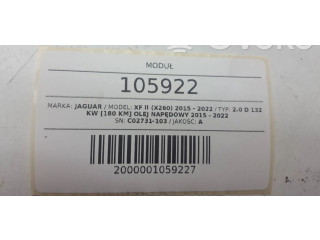 MODUŁ
105922
MARKA: JAGUAR / MODEL: XF II (X260) 2015 - 2022 / TYP: 2.0 D 132
KW [180 KM] OLEJ NAPĘDOWY 2015 - 2022
SN: C02731-103 / JAKOŚĆ: A
2000001059227